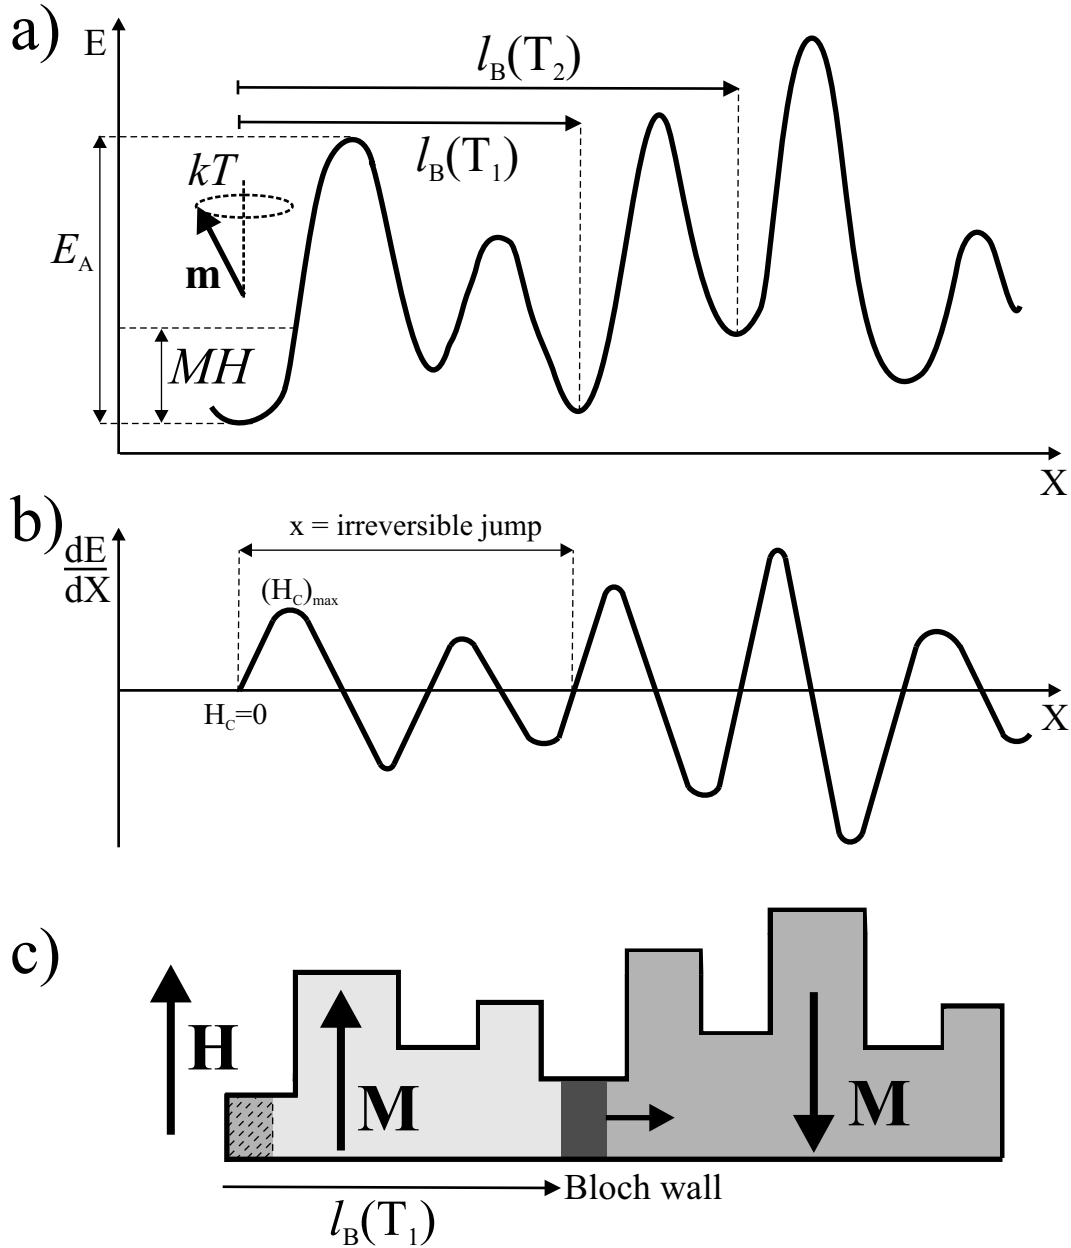 a)
E
l_B(T_2)
l_B(T_1)
kT
E_A
m
MH
X
b)
dE
dX
x = irreversible jump
(H_C)_max
H_C=0
X
c)
H
M
M
l_B(T_1)
Bloch wall